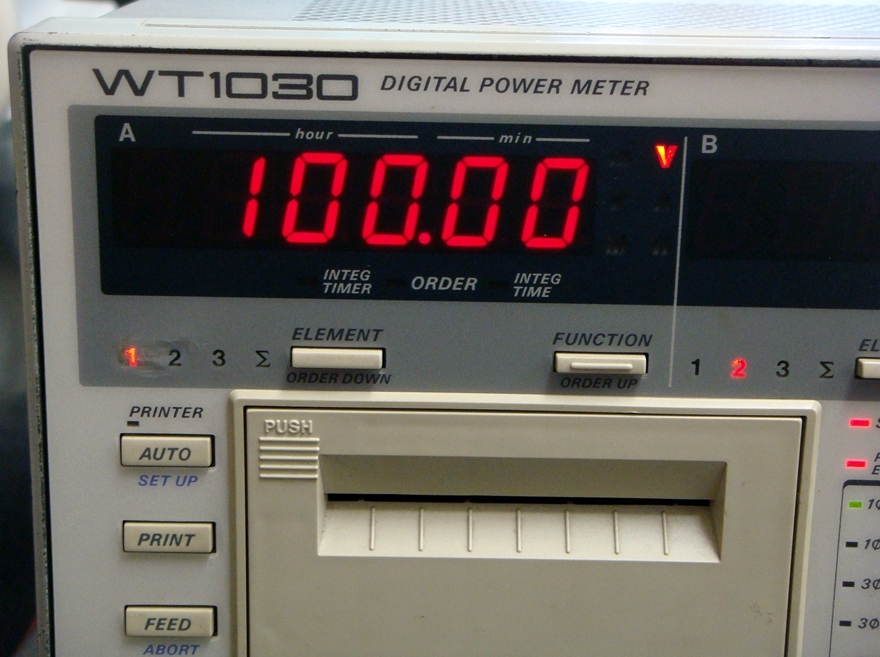 WT1030 DIGITAL POWER METER
A hour min B
100.00 V
INTEG TIMER ORDER INTEG TIME
ELEMENT FUNCTION
1 2 3 Σ 1 2 3 Σ
ORDER DOWN ORDER UP
PRINTER
PUSH
AUTO
SET UP
PRINT
FEED
ABORT